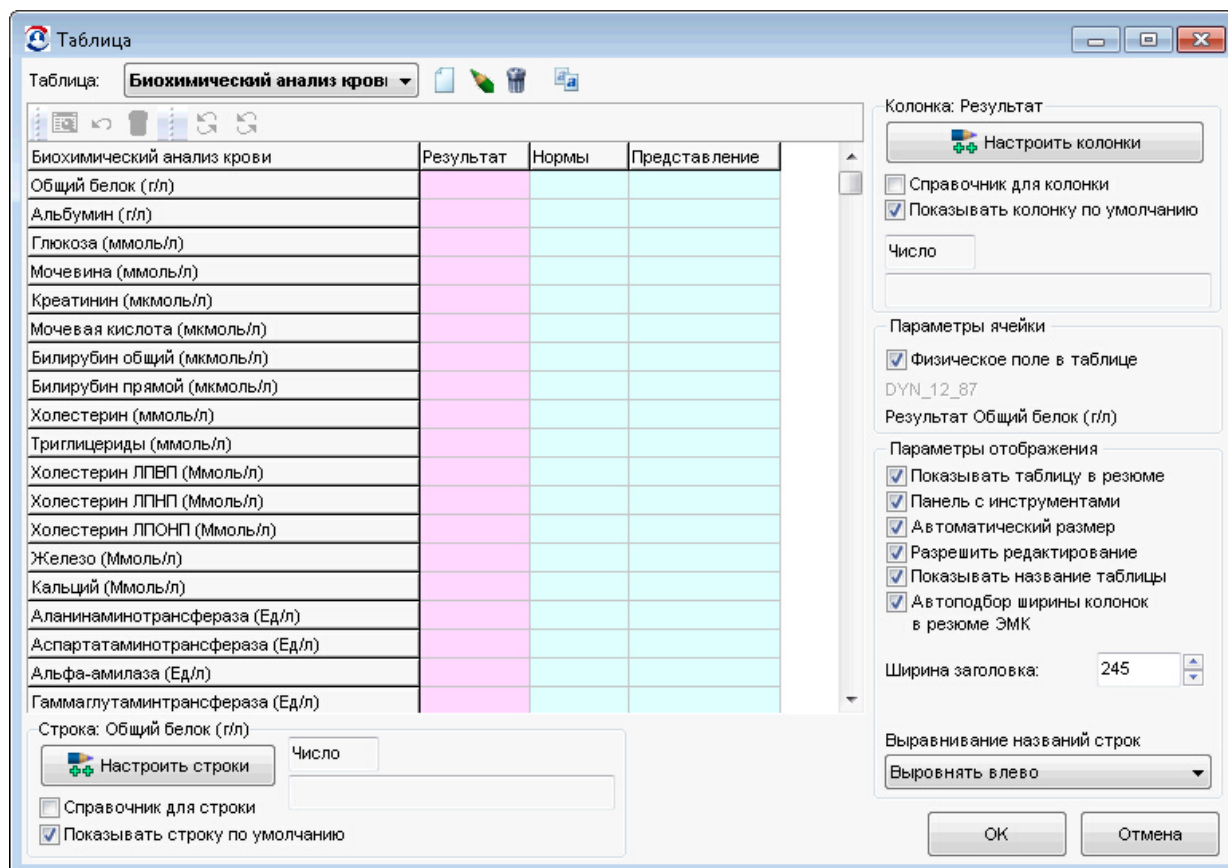 Таблица
Таблица: Биохимический анализ крови
Биохимический анализ крови Результат Нормы Представление
Общий белок (г/л)
Альбумин (г/л)
Глюкоза (ммоль/л)
Мочевина (ммоль/л)
Креатинин (мкмоль/л)
Мочевая кислота (мкмоль/л)
Билирубин общий (мкмоль/л)
Билирубин прямой (мкмоль/л)
Холестерин (ммоль/л)
Триглицериды (ммоль/л)
Холестерин ЛПВП (Ммоль/л)
Холестерин ЛПНП (Ммоль/л)
Холестерин ЛПОНП (Ммоль/л)
Железо (Ммоль/л)
Кальций (Ммоль/л)
Аланинаминотрансфераза (Ед/л)
Аспартатаминотрансфераза (Ед/л)
Альфа-амилаза (Ед/л)
Гаммаглутаминтрансфераза (Ед/л)
Строка: Общий белок (г/л)
Настроить строки
Число
Справочник для строки
Показывать строку по умолчанию
Колонка: Результат
Настроить колонки
Справочник для колонки
Показывать колонку по умолчанию
Число
Параметры ячейки
Физическое поле в таблице
DYN_12_87
Результат Общий белок (г/л)
Параметры отображения
Показывать таблицу в резюме
Панель с инструментами
Автоматический размер
Разрешить редактирование
Показывать название таблицы
Автоподбор ширины колонок
в резюме ЭМК
Ширина заголовка: 245
Выравнивание названий строк
Выровнять влево
OK Отмена